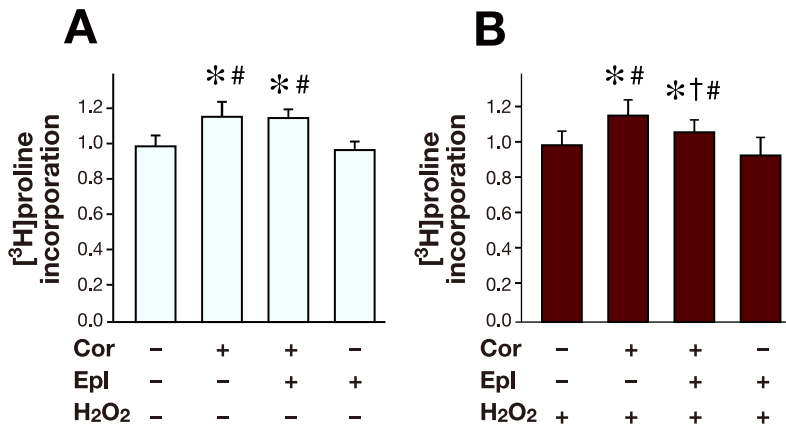 A
[³H]proline
incorporation
1.2
1.0
0.8
0.6
0.4
0.2
0.0
*#
*#
Cor − + + −
Epl − − + +
H₂O₂ − − − −
B
[³H]proline
incorporation
1.2
1.0
0.8
0.6
0.4
0.2
0.0
*#
*†#
Cor − + + −
Epl − − + +
H₂O₂ + + + +